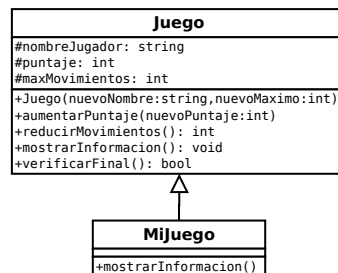 Juego
#nombreJugador: string
#puntaje: int
#maxMovimientos: int
+Juego(nuevoNombre:string,nuevoMaximo:int)
+aumentarPuntaje(nuevoPuntaje:int)
+reducirMovimientos(): int
+mostrarInformacion(): void
+verificarFinal(): bool
MiJuego
+mostrarInformacion()